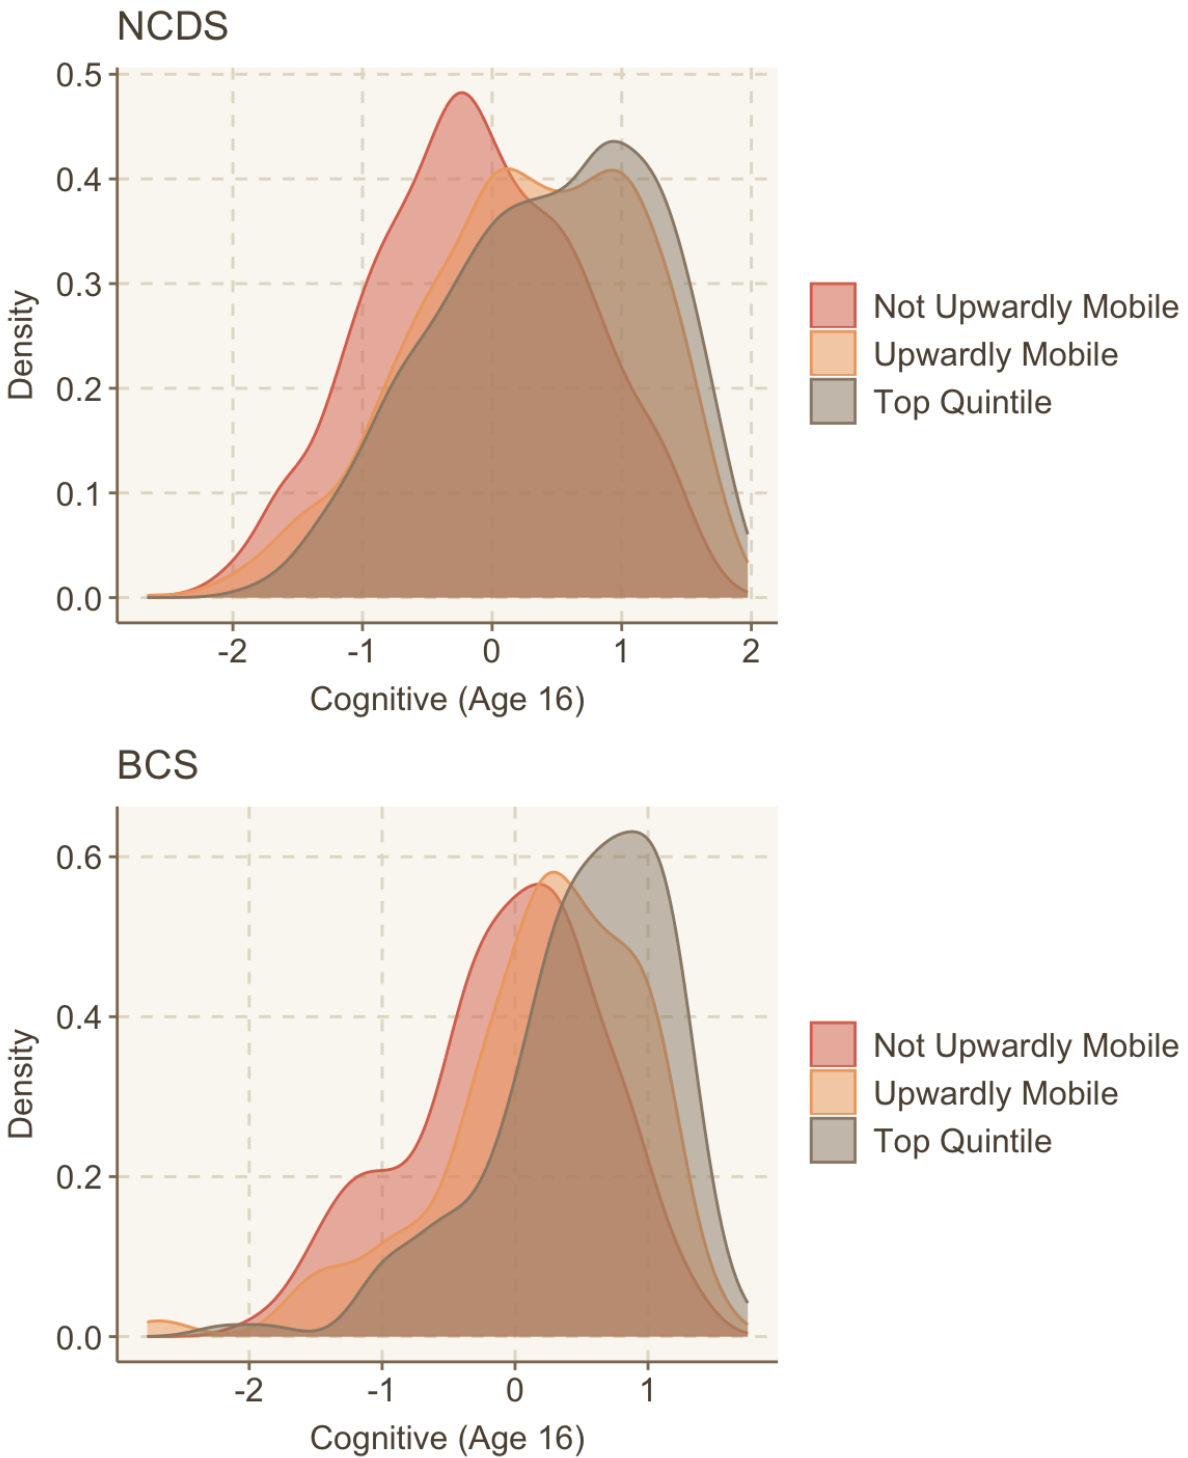 NCDS
0.5
0.4
0.3
0.2
0.1
0.0
Density
-2 -1 0 1 2
Cognitive (Age 16)
Not Upwardly Mobile
Upwardly Mobile
Top Quintile
BCS
0.6
0.4
0.2
0.0
Density
-2 -1 0 1
Cognitive (Age 16)
Not Upwardly Mobile
Upwardly Mobile
Top Quintile